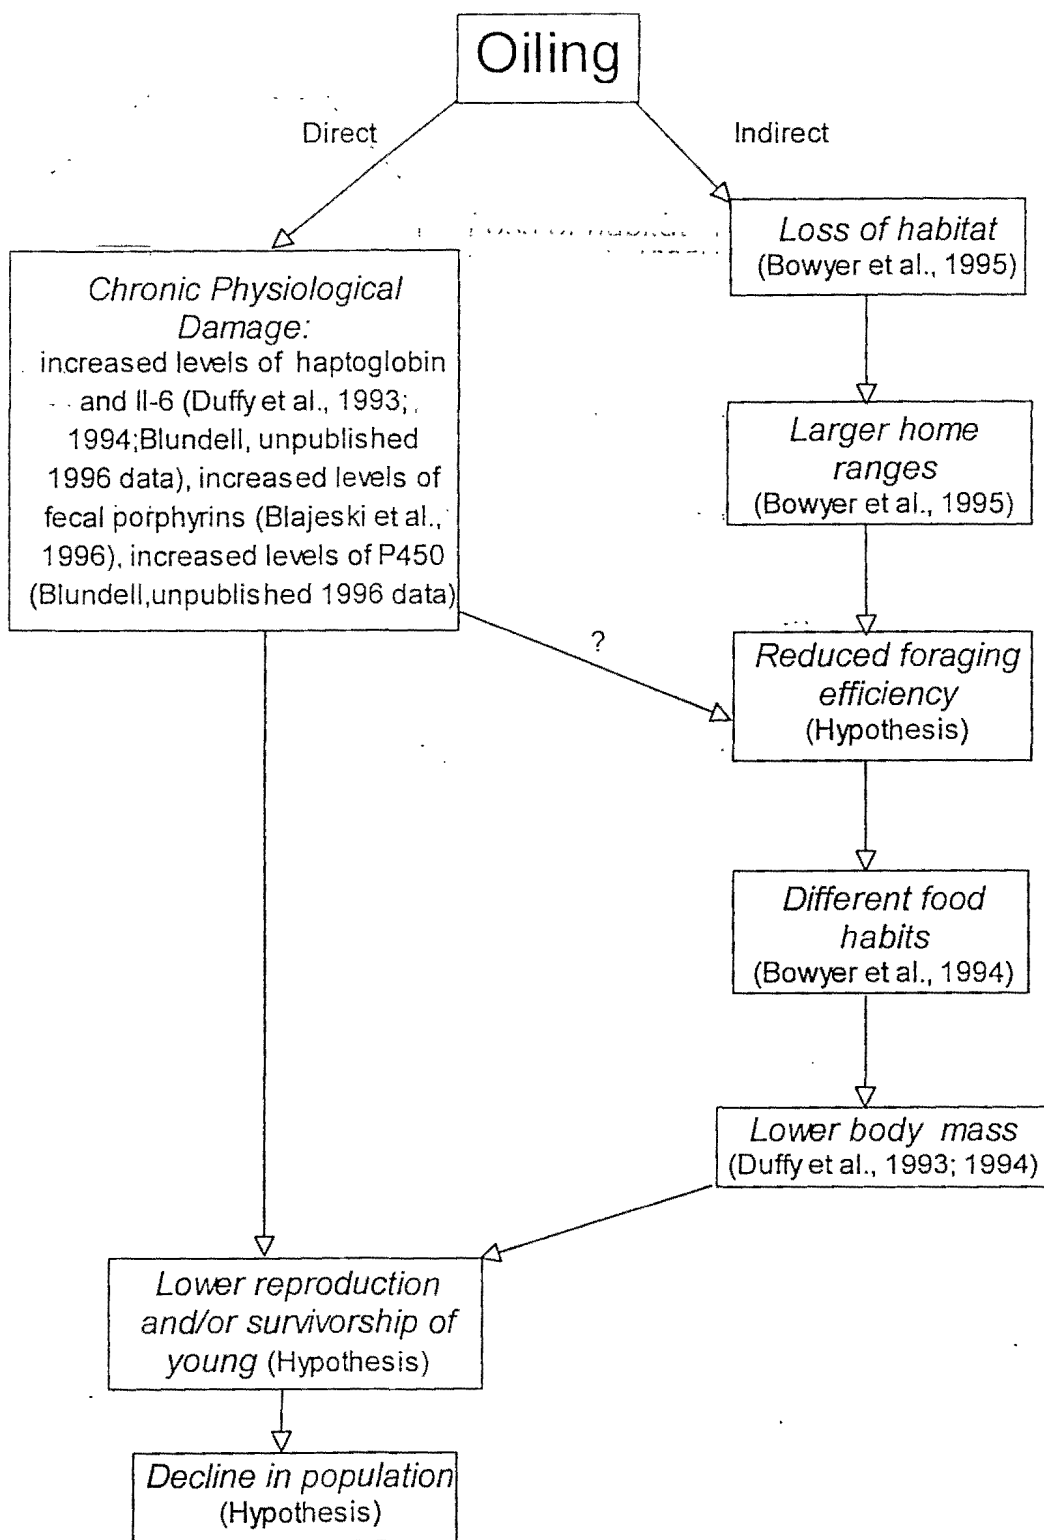 Oiling
Direct
Indirect
Loss of habitat
(Bowyer et al., 1995)
Chronic Physiological
Damage:
increased levels of haptoglobin
and Il-6 (Duffy et al., 1993;
1994;Blundell, unpublished
1996 data), increased levels of
fecal porphyrins (Blajeski et al.,
1996), increased levels of P450
(Blundell,unpublished 1996 data)
Larger home
ranges
(Bowyer et al., 1995)
?
Reduced foraging
efficiency
(Hypothesis)
Different food
habits
(Bowyer et al., 1994)
Lower body mass
(Duffy et al., 1993; 1994)
Lower reproduction
and/or survivorship of
young (Hypothesis)
Decline in population
(Hypothesis)